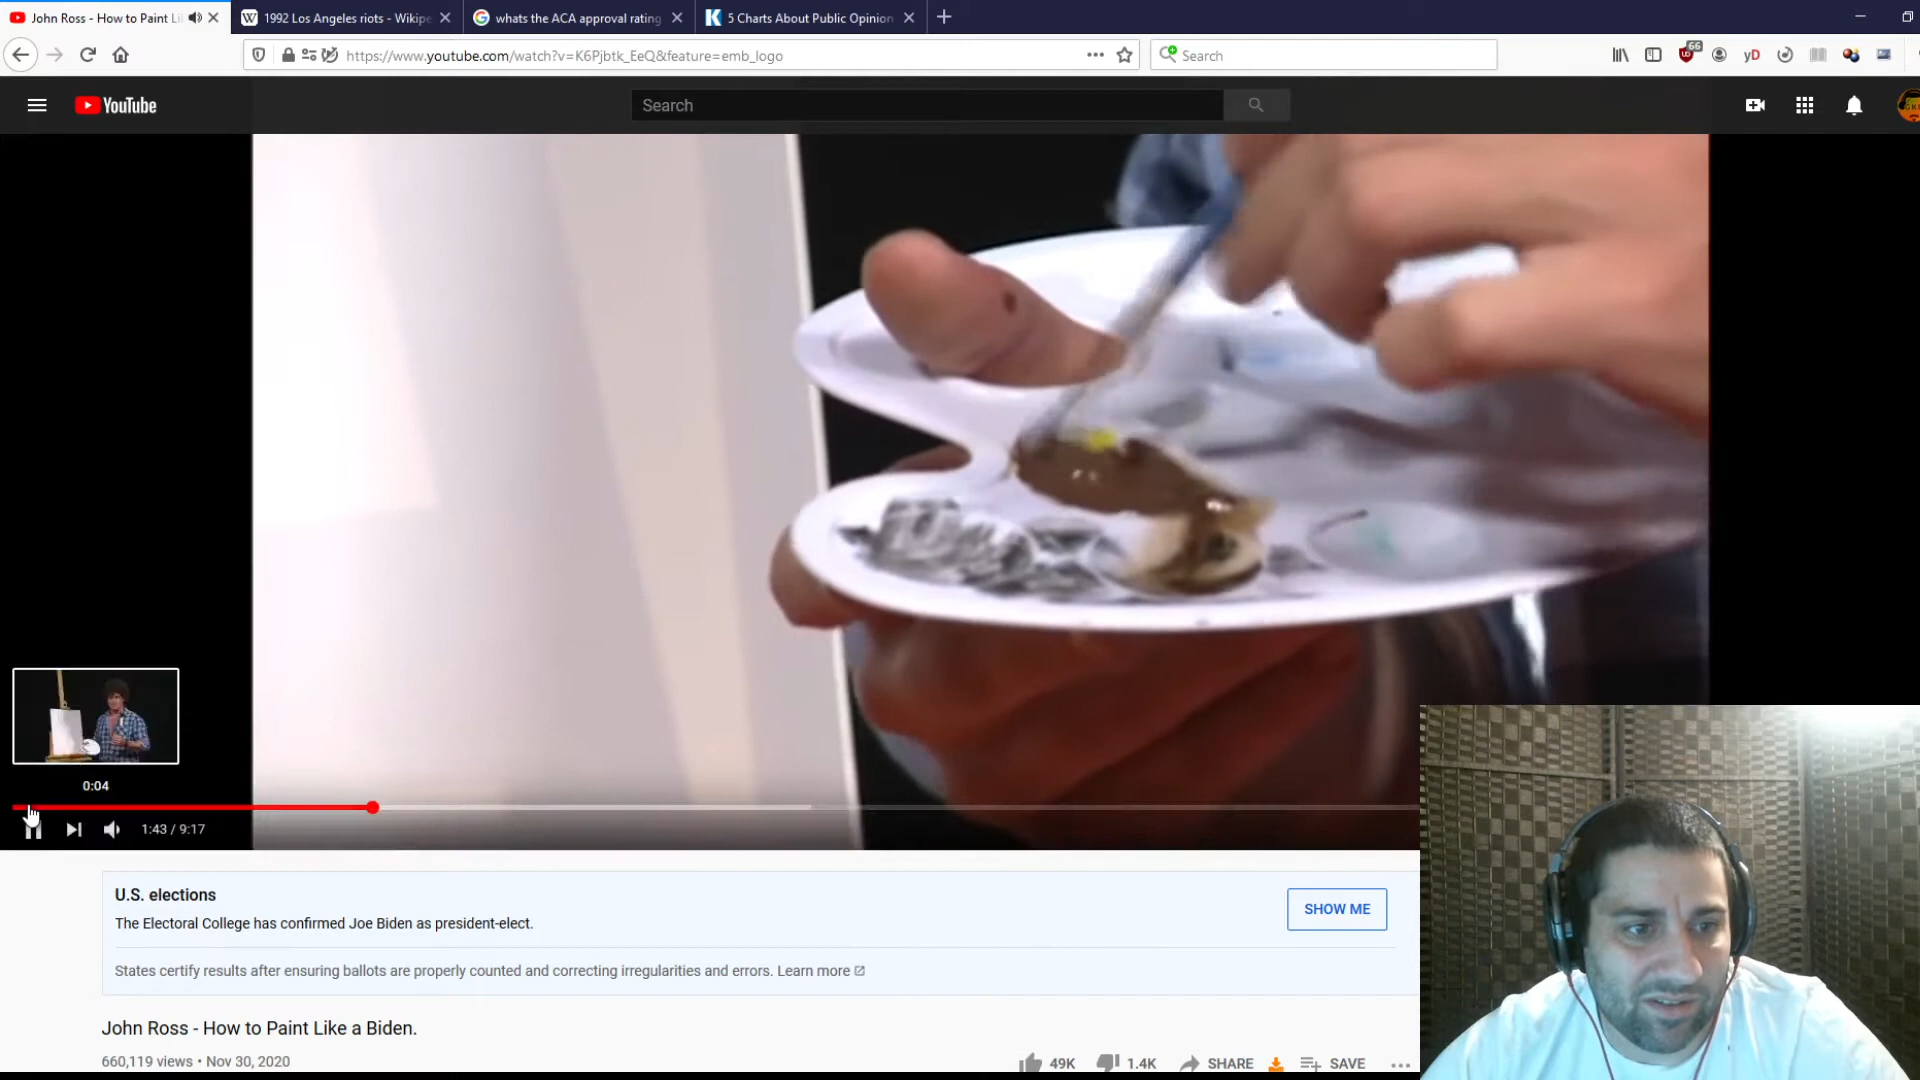 John Ross - How to Paint Li
1992 Los Angeles riots - Wikipe
whats the ACA approval rating
5 Charts About Public Opinion
https://www.youtube.com/watch?v=K6Pjbtk_EeQ&feature=emb_logo
Search
66
yD
YouTube
Search
0:04
1:43 / 9:17
U.S. elections
The Electoral College has confirmed Joe Biden as president-elect.
SHOW ME
States certify results after ensuring ballots are properly counted and correcting irregularities and errors. Learn more
John Ross - How to Paint Like a Biden.
660,119 views • Nov 30, 2020
49K
1.4K
SHARE
SAVE